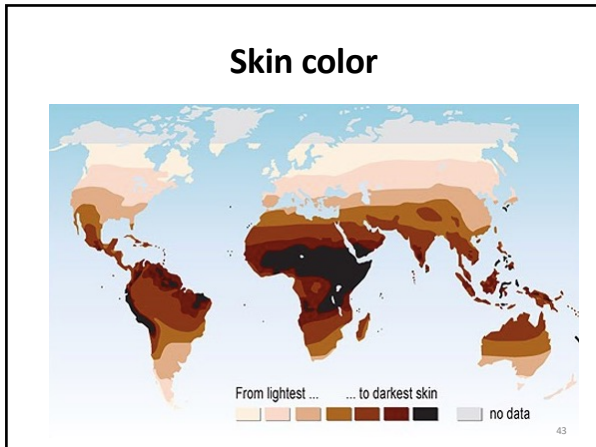 Skin color
From lightest ... ... to darkest skin
no data
43